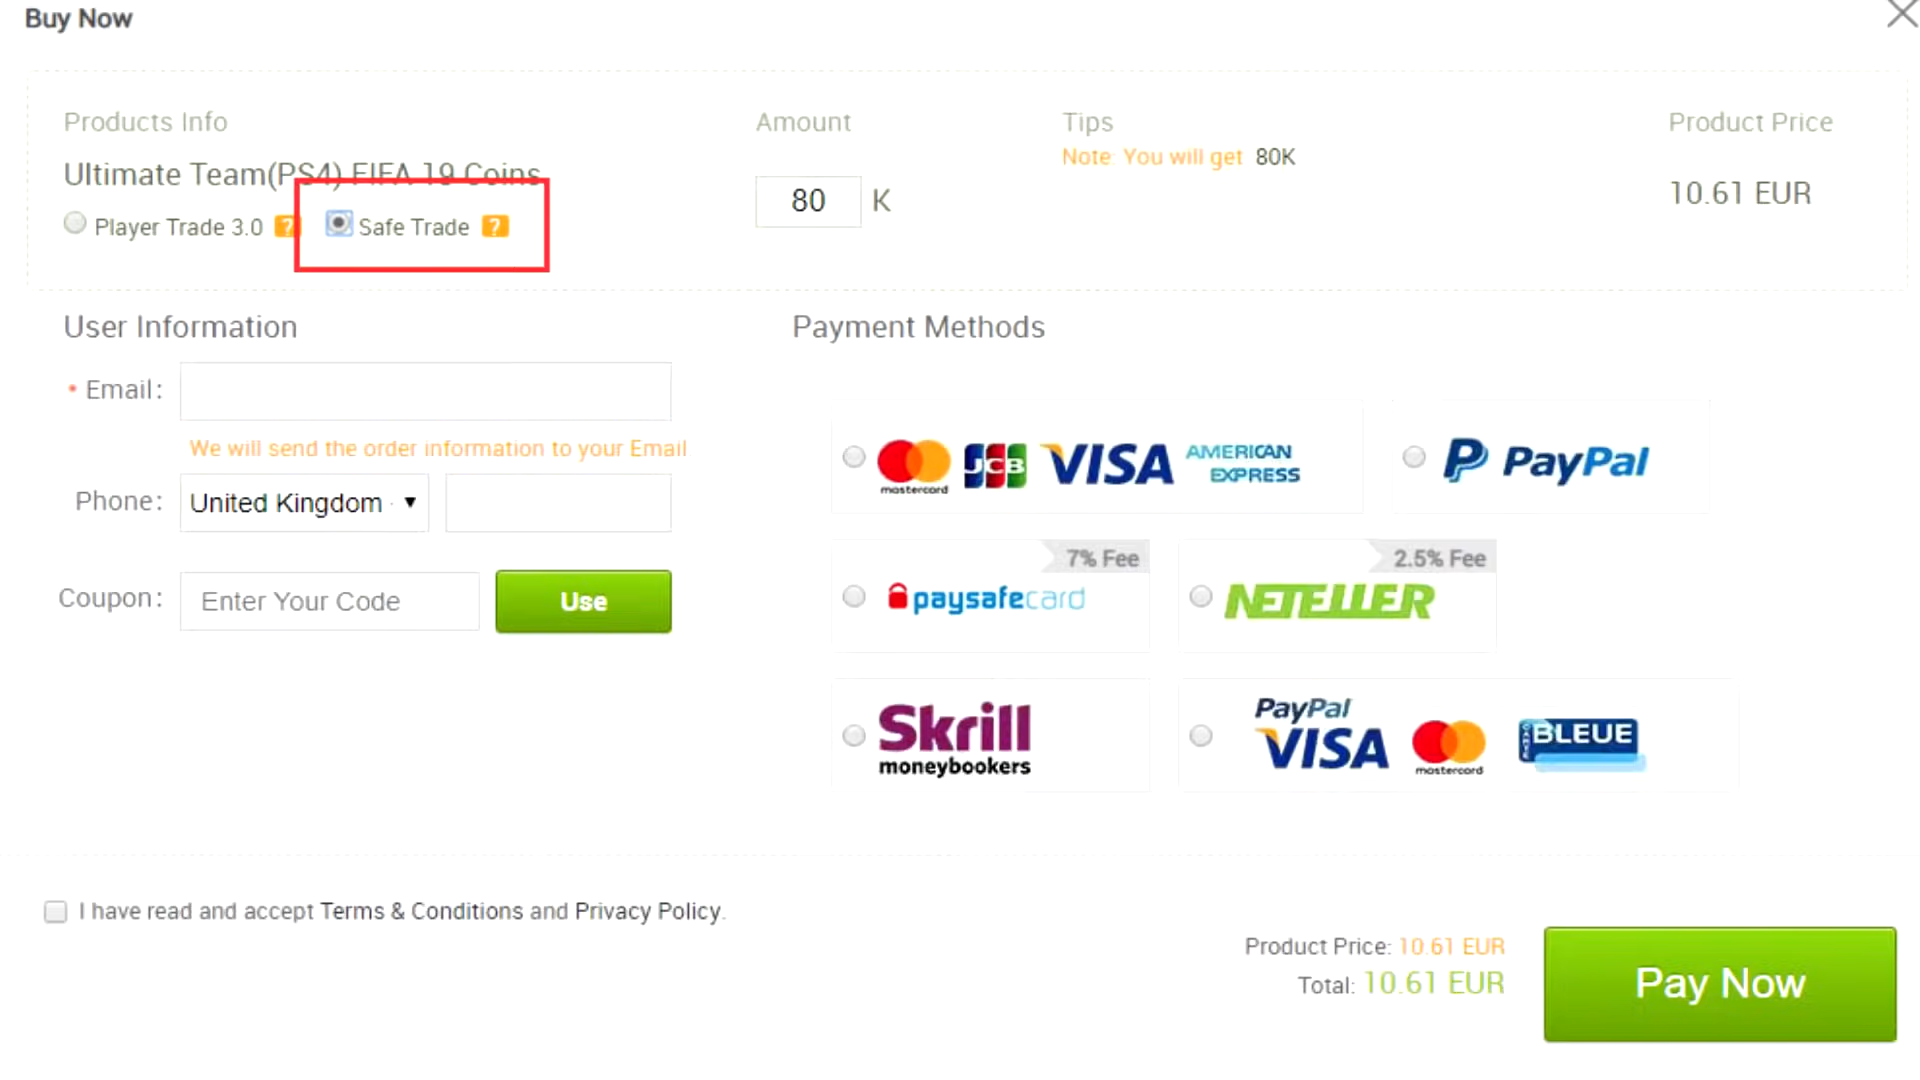 Buy Now
Products Info
Amount
Tips
Product Price
Note: You will get 80K
Ultimate Team(PS4) FIFA 19 Coins
80 K
10.61 EUR
Player Trade 3.0 ? Safe Trade ?
User Information
Payment Methods
* Email:
We will send the order information to your Email
mastercard JCB VISA AMERICAN EXPRESS
PayPal
Phone: United Kingdom
7% Fee
paysafecard
2.5% Fee
NETELLER
Coupon: Enter Your Code Use
Skrill
moneybookers
PayPal
VISA mastercard BLEUE
I have read and accept Terms & Conditions and Privacy Policy.
Product Price: 10.61 EUR
Total: 10.61 EUR
Pay Now